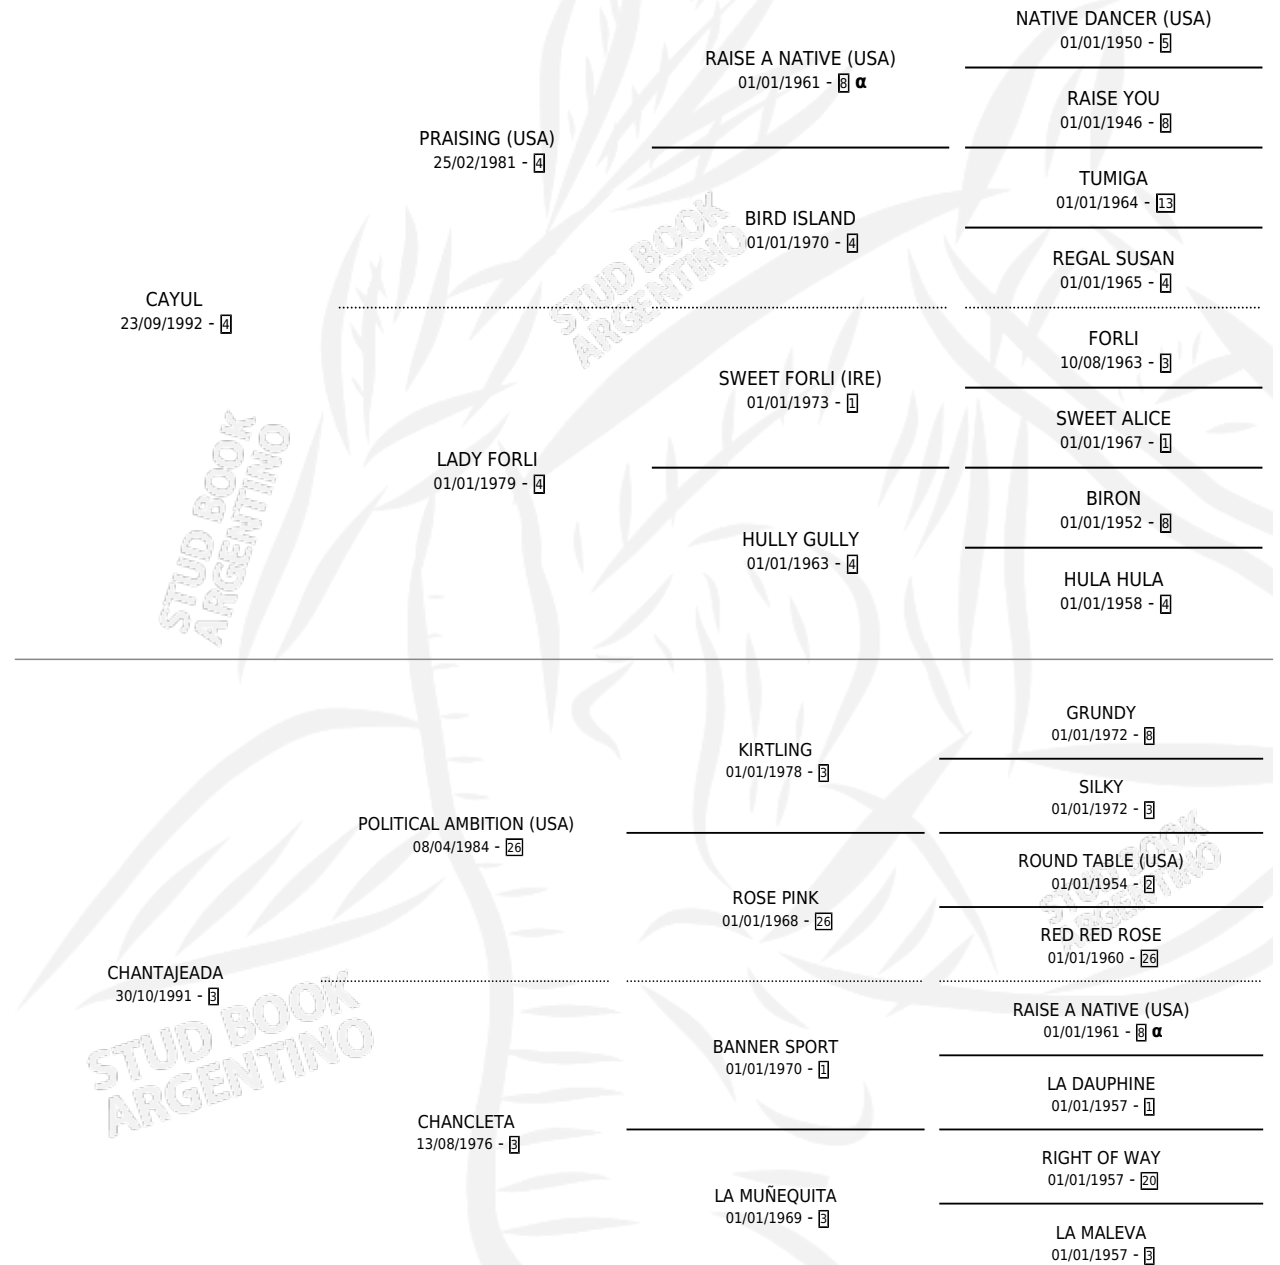 NATIVE DANCER (USA)
01/01/1950 - 5
RAISE A NATIVE (USA)
01/01/1961 - 8 α
RAISE YOU
01/01/1946 - 8
PRAISING (USA)
25/02/1981 - 4
TUMIGA
01/01/1964 - 13
BIRD ISLAND
01/01/1970 - 4
REGAL SUSAN
01/01/1965 - 4
CAYUL
23/09/1992 - 4
FORLI
10/08/1963 - 3
SWEET FORLI (IRE)
01/01/1973 - 1
SWEET ALICE
01/01/1967 - 1
LADY FORLI
01/01/1979 - 4
BIRON
01/01/1952 - 8
HULLY GULLY
01/01/1963 - 4
HULA HULA
01/01/1958 - 4
GRUNDY
01/01/1972 - 8
KIRTLING
01/01/1978 - 3
SILKY
01/01/1972 - 3
POLITICAL AMBITION (USA)
08/04/1984 - 26
ROUND TABLE (USA)
01/01/1954 - 2
ROSE PINK
01/01/1968 - 26
RED RED ROSE
01/01/1960 - 26
CHANTAJEADA
30/10/1991 - 3
RAISE A NATIVE (USA)
01/01/1961 - 8 α
BANNER SPORT
01/01/1970 - 1
LA DAUPHINE
01/01/1957 - 1
CHANCLETA
13/08/1976 - 3
RIGHT OF WAY
01/01/1957 - 20
LA MUÑEQUITA
01/01/1969 - 3
LA MALEVA
01/01/1957 - 3
STUD BOOK
ARGENTINO
STUD BOOK
ARGENTINO
STUD BOOK
ARGENTINO
STUD BOOK
ARGENTINO